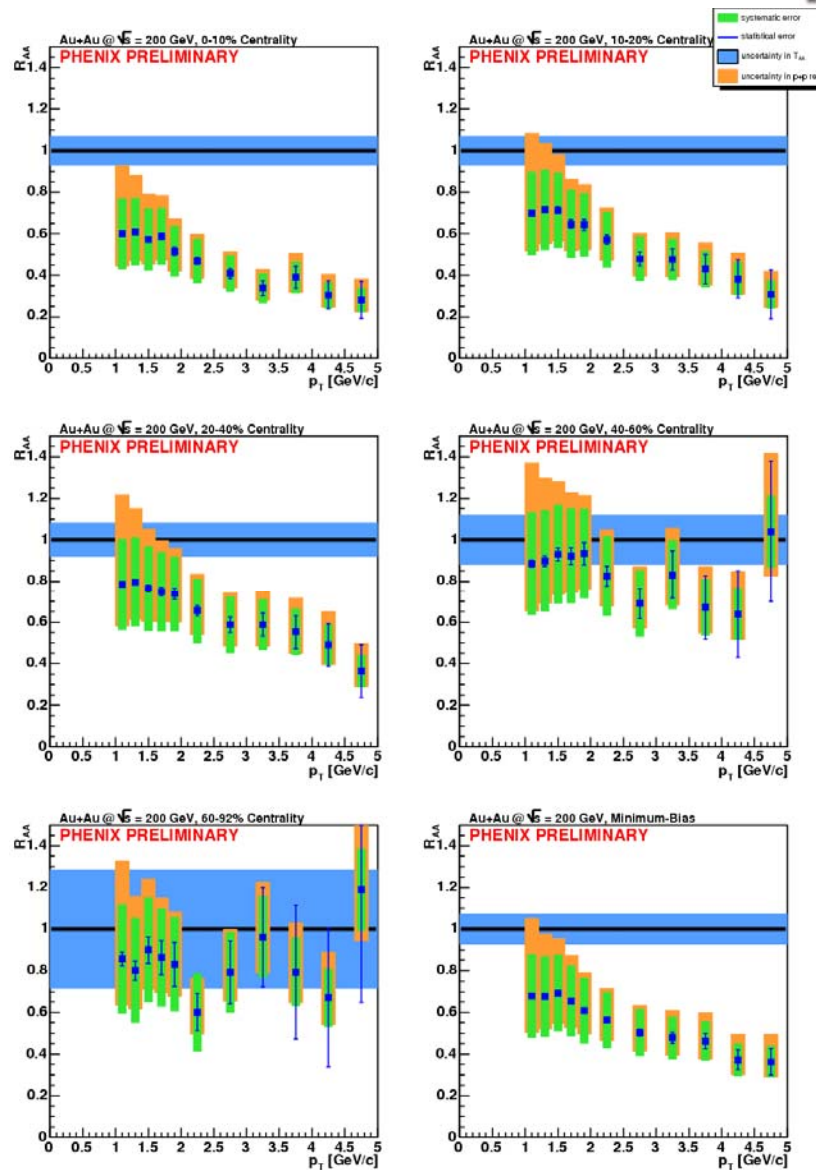 systematic error
statistical error
uncertainty in T_AA
uncertainty in p+p re
Au+Au @ √s = 200 GeV, 0-10% Centrality
PHENIX PRELIMINARY
R_AA
1.4
1.2
1
0.8
0.6
0.4
0.2
0
0 0.5 1 1.5 2 2.5 3 3.5 4 4.5 5
p_T [GeV/c]
Au+Au @ √s = 200 GeV, 10-20% Centrality
PHENIX PRELIMINARY
R_AA
1.4
1.2
1
0.8
0.6
0.4
0.2
0
0 0.5 1 1.5 2 2.5 3 3.5 4 4.5 5
p_T [GeV/c]
Au+Au @ √s = 200 GeV, 20-40% Centrality
PHENIX PRELIMINARY
R_AA
1.4
1.2
1
0.8
0.6
0.4
0.2
0
0 0.5 1 1.5 2 2.5 3 3.5 4 4.5 5
p_T [GeV/c]
Au+Au @ √s = 200 GeV, 40-60% Centrality
PHENIX PRELIMINARY
R_AA
1.4
1.2
1
0.8
0.6
0.4
0.2
0
0 0.5 1 1.5 2 2.5 3 3.5 4 4.5 5
p_T [GeV/c]
Au+Au @ √s = 200 GeV, 60-92% Centrality
PHENIX PRELIMINARY
R_AA
1.4
1.2
1
0.8
0.6
0.4
0.2
0
0 0.5 1 1.5 2 2.5 3 3.5 4 4.5 5
p_T [GeV/c]
Au+Au @ √s = 200 GeV, Minimum-Bias
PHENIX PRELIMINARY
R_AA
1.4
1.2
1
0.8
0.6
0.4
0.2
0
0 0.5 1 1.5 2 2.5 3 3.5 4 4.5 5
p_T [GeV/c]